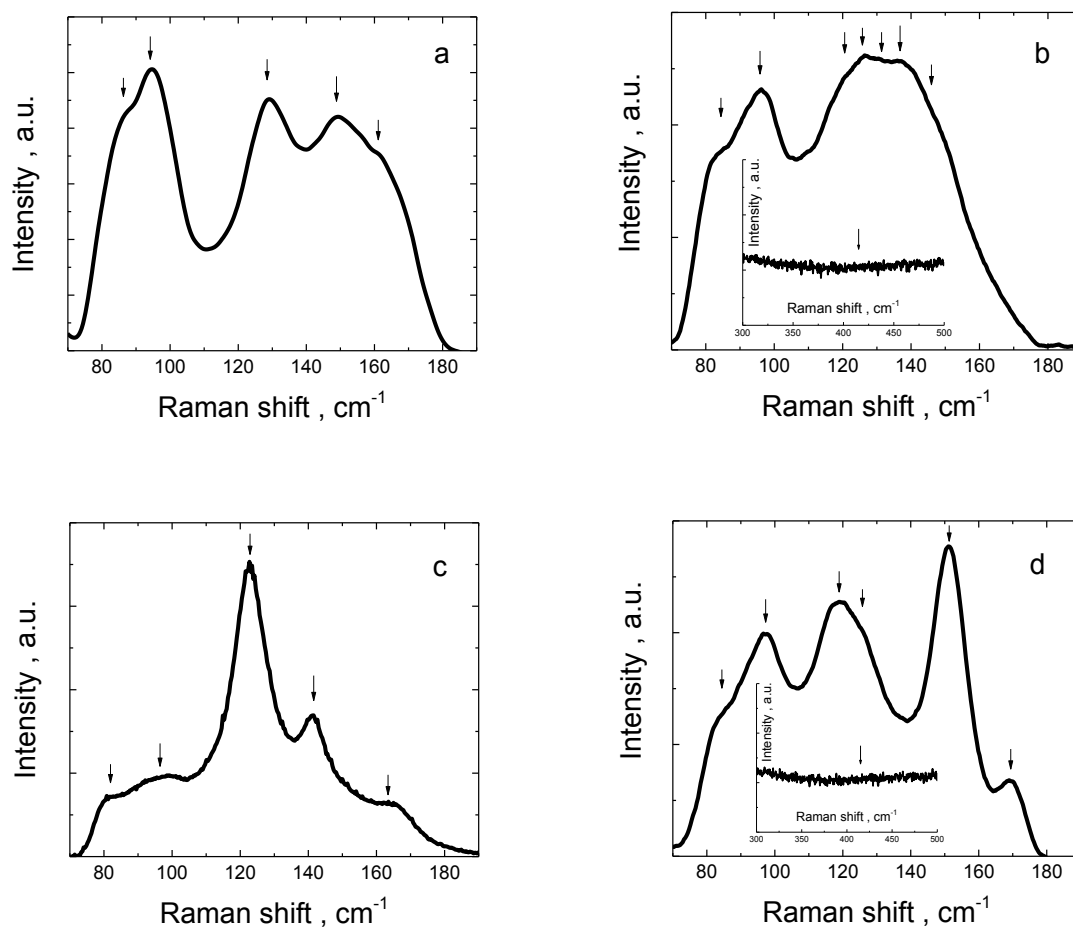 a
Intensity , a.u.
80 100 120 140 160 180
Raman shift , cm-1
b
Intensity , a.u.
Intensity , a.u.
Raman shift , cm-1
300 350 400 450 500
80 100 120 140 160 180
Raman shift , cm-1
c
Intensity , a.u.
80 100 120 140 160 180
Raman shift , cm-1
d
Intensity , a.u.
Intensity , a.u.
Raman shift , cm-1
300 350 400 450 500
80 100 120 140 160 180
Raman shift , cm-1